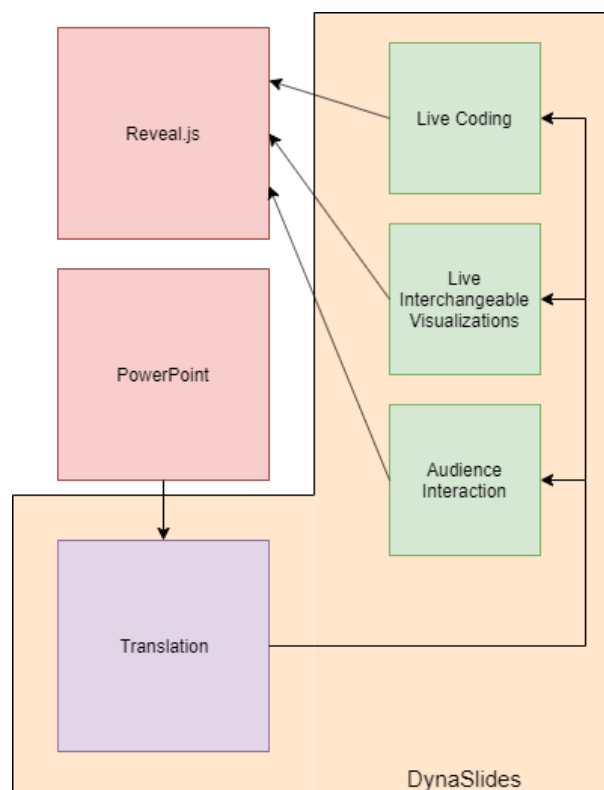 Reveal.js
Live Coding
Live
Interchangeable
Visualizations
PowerPoint
Audience
Interaction
Translation
DynaSlides